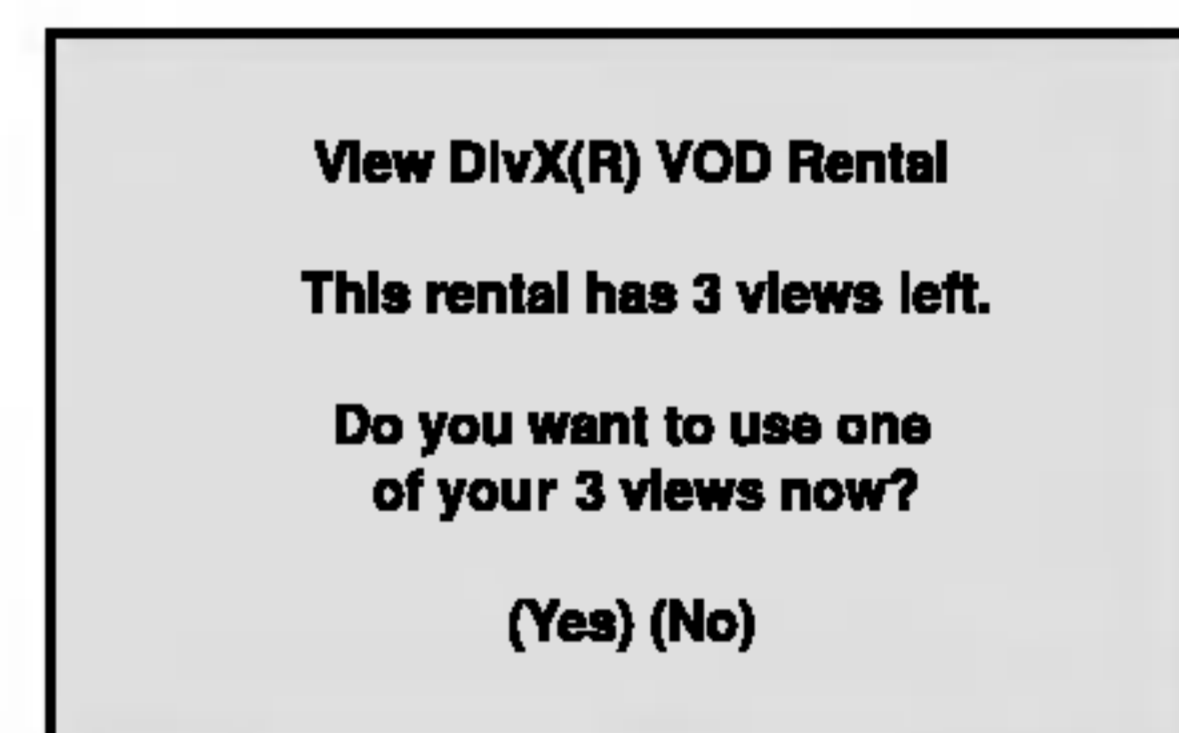 View DivX(R) VOD Rental
This rental has 3 views left.
Do you want to use one
of your 3 views now?
(Yes) (No)